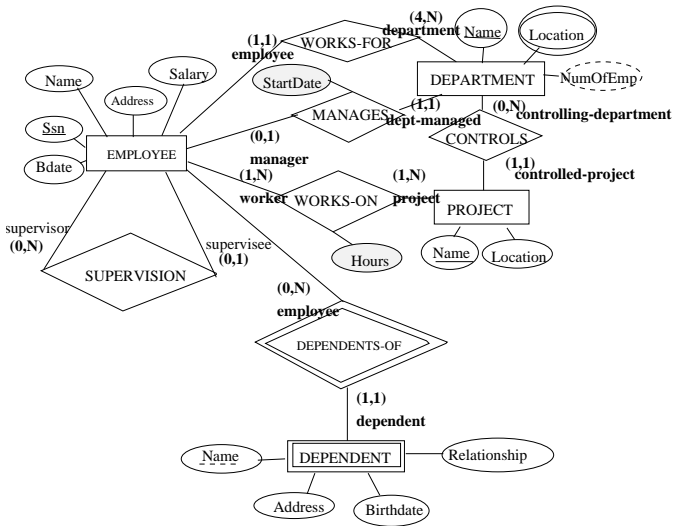 (4,N)
department
Name
Location
(1,1)
employee
WORKS-FOR
Name
Salary
Address
StartDate
DEPARTMENT
NumOfEmp
Ssn
Bdate
EMPLOYEE
MANAGES
(1,1)
dept-managed
(0,N)
controlling-department
CONTROLS
(0,1)
manager
(1,1)
controlled-project
(1,N)
worker
WORKS-ON
(1,N)
project
PROJECT
supervisor
(0,N)
supervisee
(0,1)
Hours
Name
Location
SUPERVISION
(0,N)
employee
DEPENDENTS-OF
(1,1)
dependent
Name
DEPENDENT
Relationship
Address
Birthdate